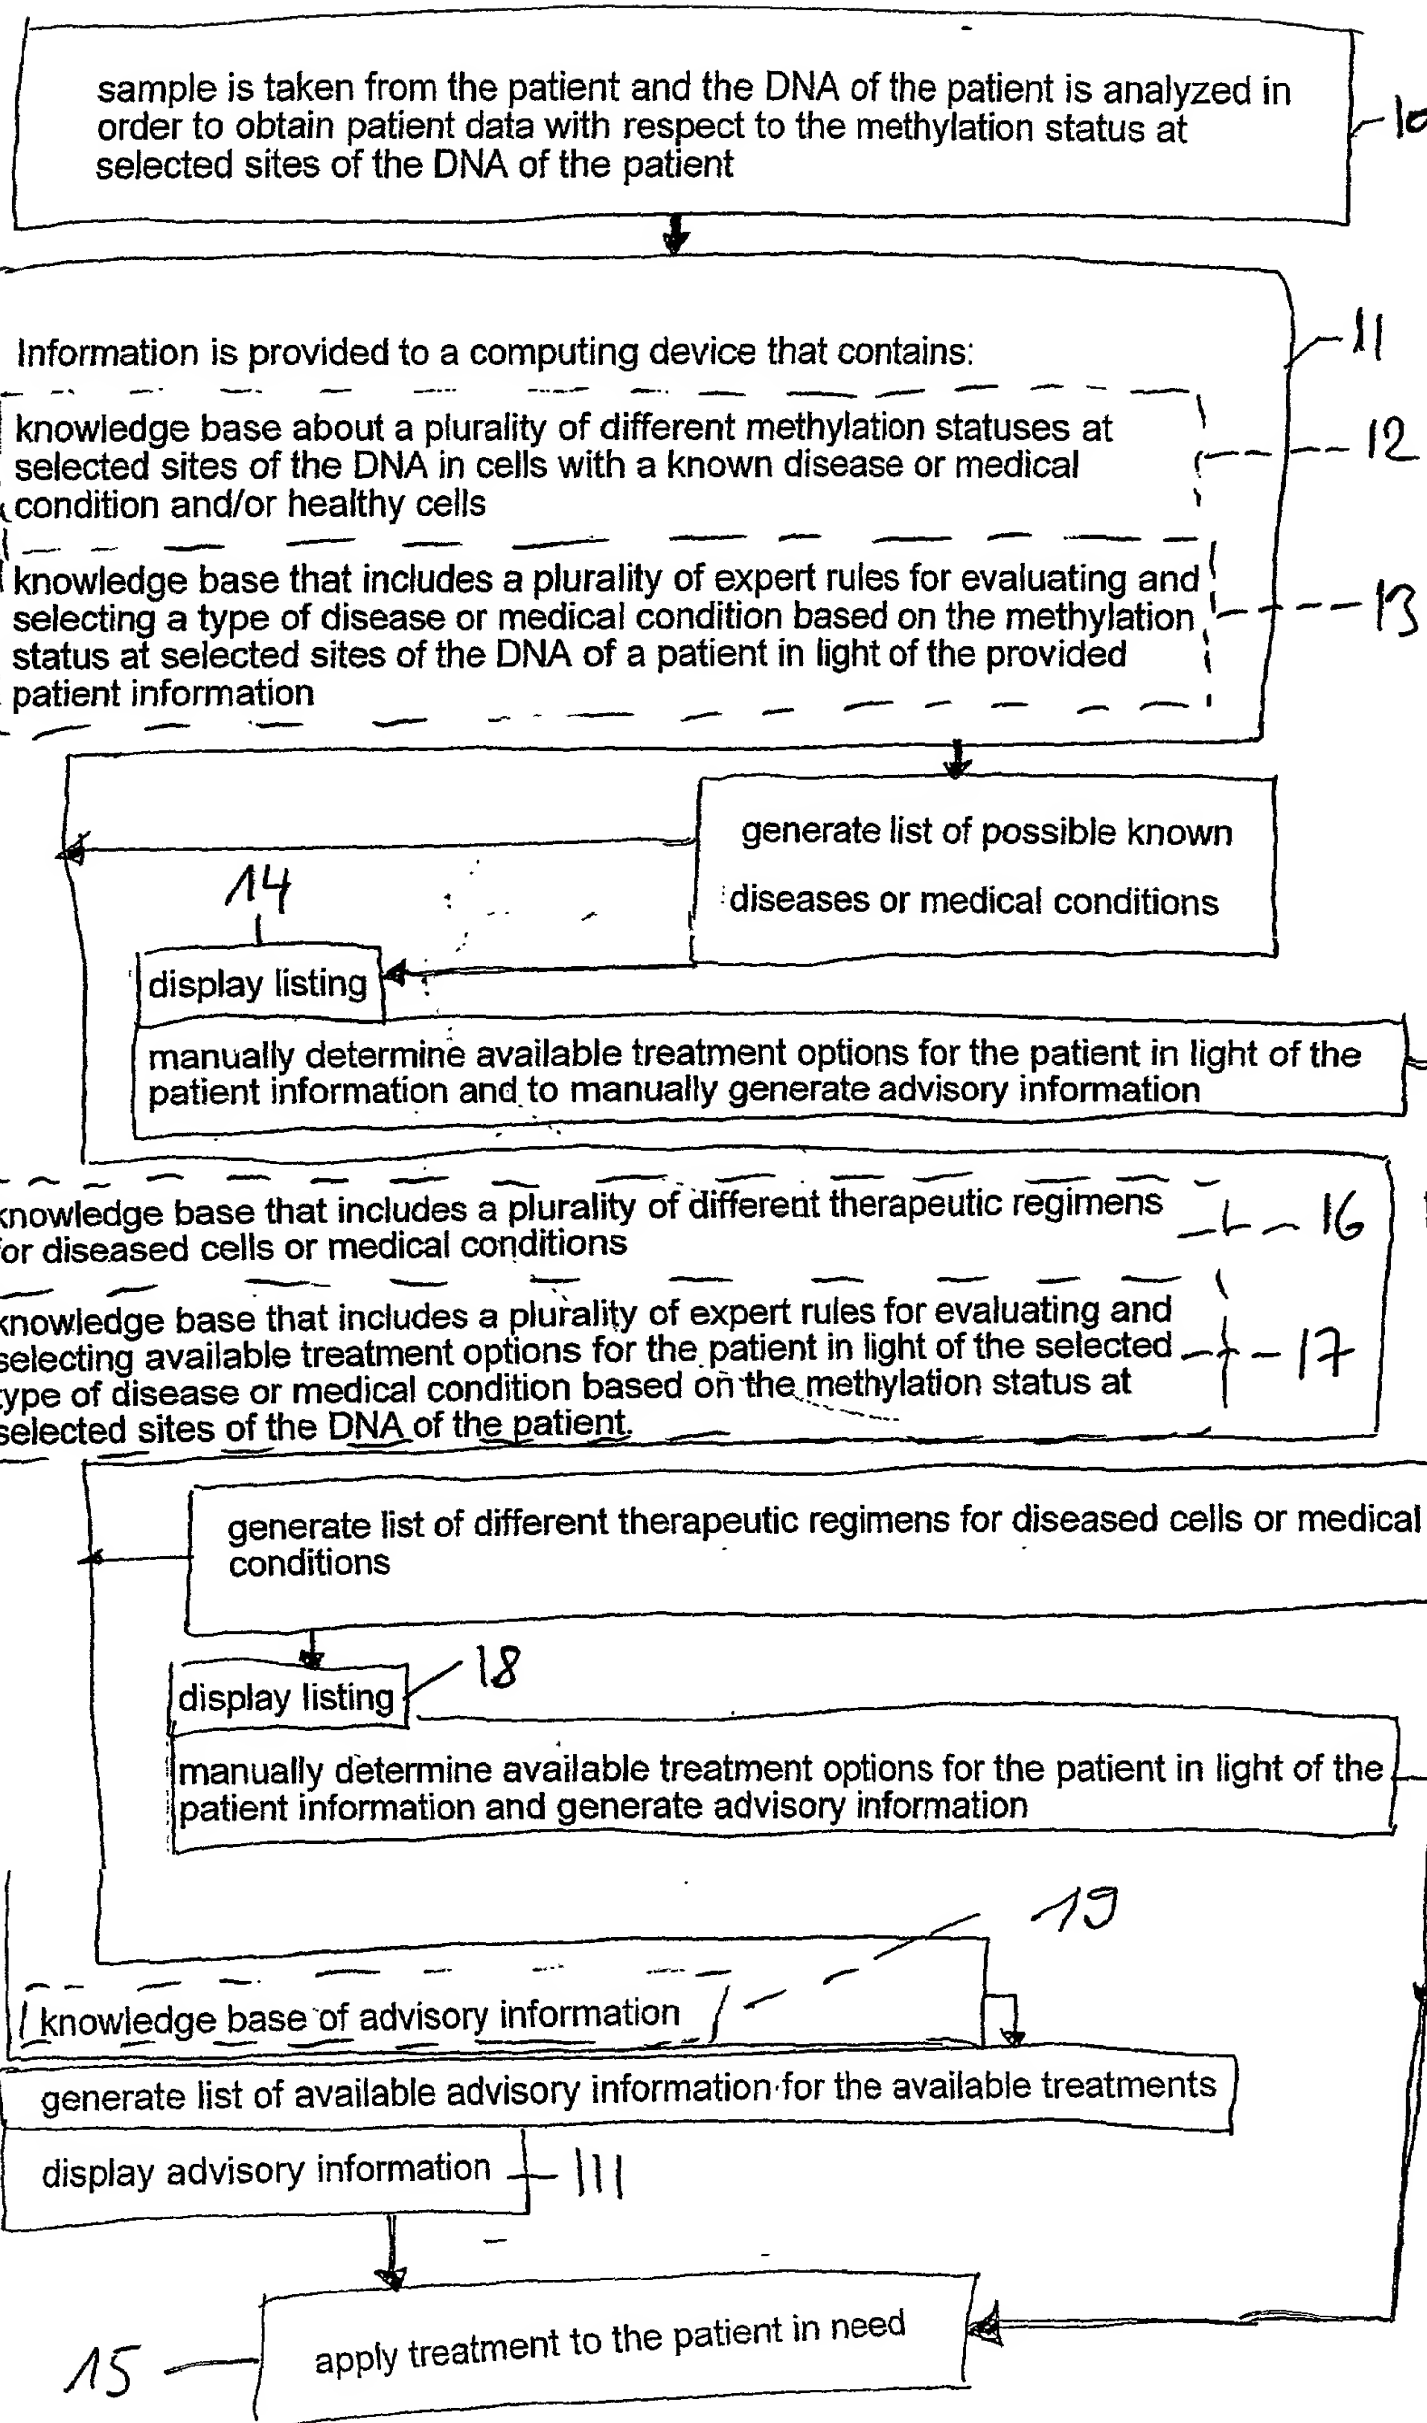 sample is taken from the patient and the DNA of the patient is analyzed in
order to obtain patient data with respect to the methylation status at
selected sites of the DNA of the patient
10
Information is provided to a computing device that contains:
11
knowledge base about a plurality of different methylation statuses at
selected sites of the DNA in cells with a known disease or medical
condition and/or healthy cells
12
knowledge base that includes a plurality of expert rules for evaluating and
selecting a type of disease or medical condition based on the methylation
status at selected sites of the DNA of a patient in light of the provided
patient information
13
generate list of possible known
diseases or medical conditions
14
display listing
manually determine available treatment options for the patient in light of the
patient information and to manually generate advisory information
knowledge base that includes a plurality of different therapeutic regimens
for diseased cells or medical conditions
16
knowledge base that includes a plurality of expert rules for evaluating and
selecting available treatment options for the patient in light of the selected
type of disease or medical condition based on the methylation status at
selected sites of the DNA of the patient.
17
generate list of different therapeutic regimens for diseased cells or medical
conditions
18
display listing
manually determine available treatment options for the patient in light of the
patient information and generate advisory information
19
knowledge base of advisory information
generate list of available advisory information for the available treatments
display advisory information
111
apply treatment to the patient in need
15